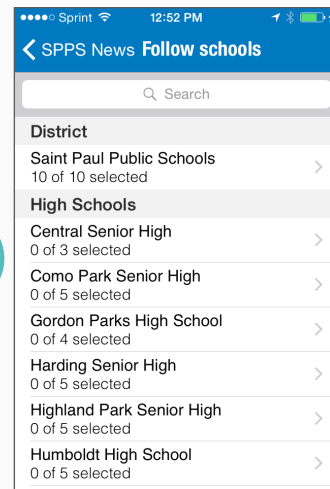 Sprint 12:52 PM
SPPS News Follow schools
Search
District
Saint Paul Public Schools
10 of 10 selected
High Schools
Central Senior High
0 of 3 selected
Como Park Senior High
0 of 5 selected
Gordon Parks High School
0 of 4 selected
Harding Senior High
0 of 5 selected
Highland Park Senior High
0 of 5 selected
Humboldt High School
0 of 5 selected